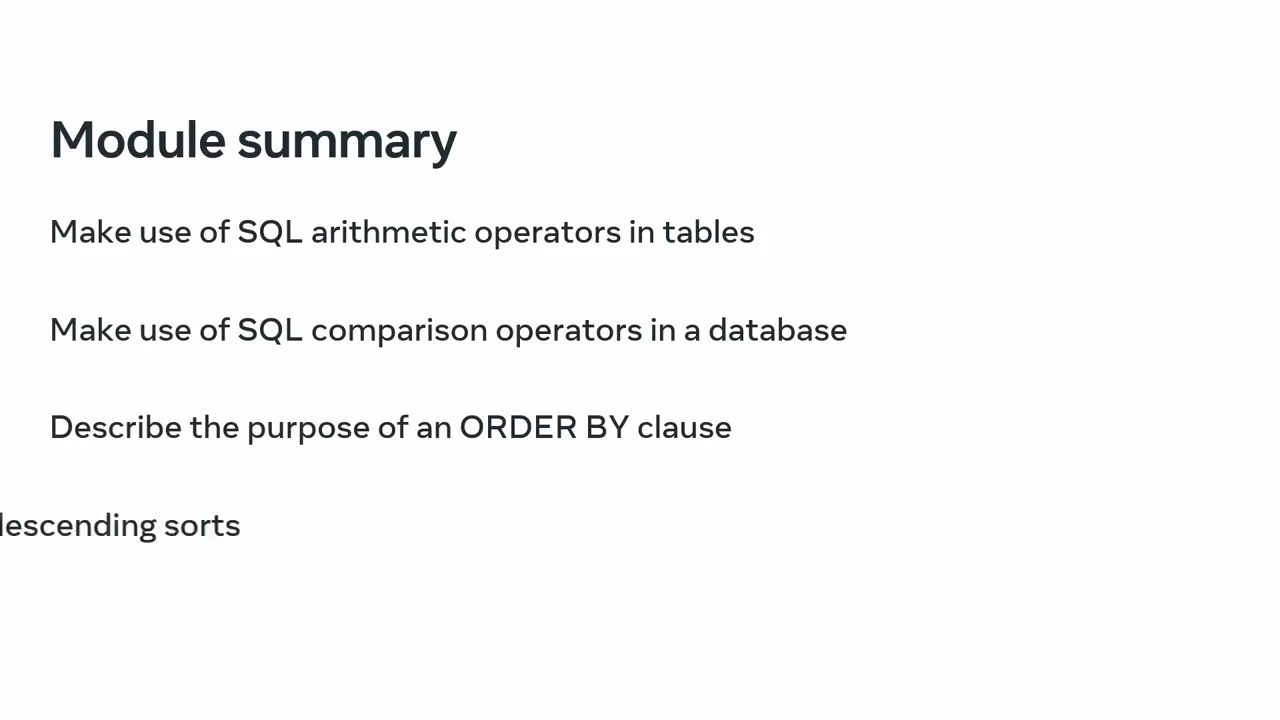 Module summary
Make use of SQL arithmetic operators in tables
Make use of SQL comparison operators in a database
Describe the purpose of an ORDER BY clause
descending sorts